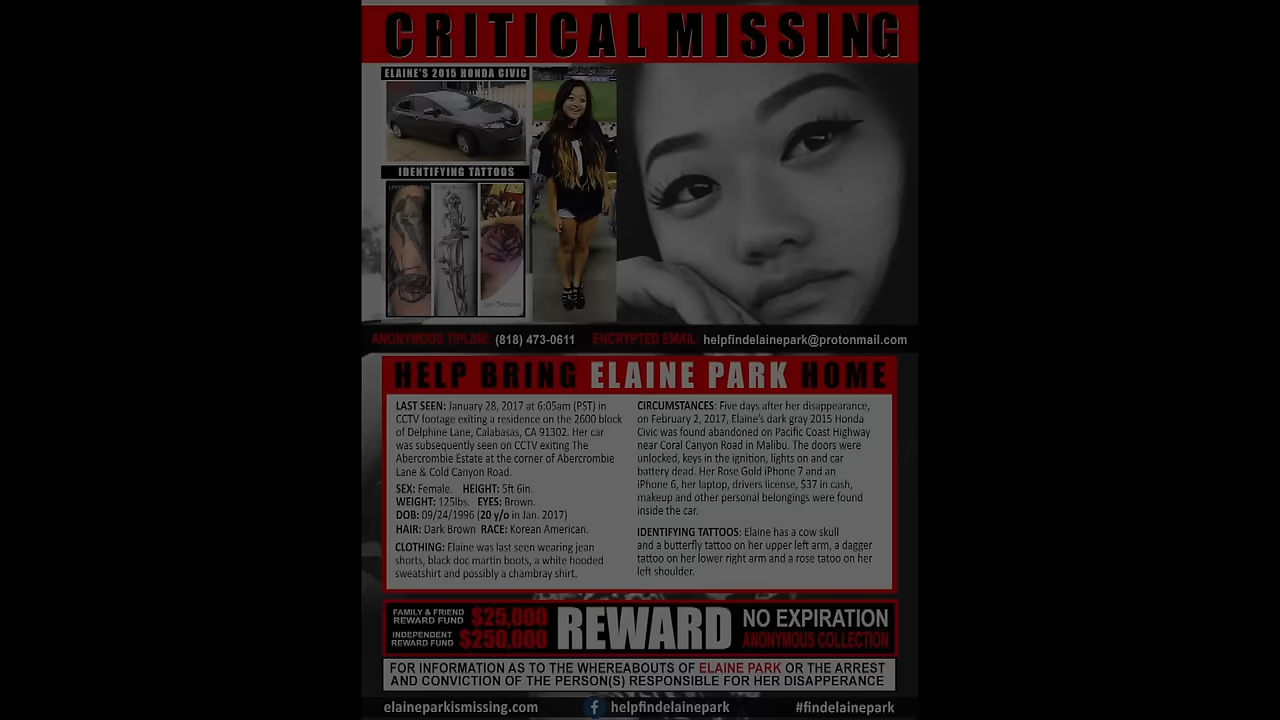 CRITICAL MISSING
ELAINE'S 2015 HONDA CIVIC
IDENTIFYING TATTOOS
ANONYMOUS TIPLINE: (818) 473-0611 ENCRYPTED EMAIL: helpfindelainepark@protonmail.com
HELP BRING ELAINE PARK HOME
LAST SEEN: January 28, 2017 at 6:05am (PST) in
CCTV footage exiting a residence on the 2600 block
of Delphine Lane, Calabasas, CA 91302. Her car
was subsequently seen on CCTV exiting The
Abercrombie Estate at the corner of Abercrombie
Lane & Cold Canyon Road.
SEX: Female. HEIGHT: 5ft 6in.
WEIGHT: 125lbs. EYES: Brown.
DOB: 09/24/1996 (20 y/o in Jan. 2017)
HAIR: Dark Brown RACE: Korean American.
CLOTHING: Elaine was last seen wearing jean
shorts, black doc martin boots, a white hooded
sweatshirt and possibly a chambray shirt.
CIRCUMSTANCES: Five days after her disappearance,
on February 2, 2017, Elaine's dark gray 2015 Honda
Civic was found abandoned on Pacific Coast Highway
near Coral Canyon Road in Malibu. The doors were
unlocked, keys in the ignition, lights on and car
battery dead. Her Rose Gold iPhone 7 and an
iPhone 6, her laptop, drivers license, $37 in cash,
makeup and other personal belongings were found
inside the car.
IDENTIFYING TATTOOS: Elaine has a cow skull
and a butterfly tattoo on her upper left arm, a dagger
tattoo on her lower right arm and a rose tatoo on her
left shoulder.
FAMILY & FRIEND
REWARD FUND $25,000
INDEPENDENT
REWARD FUND $250,000
REWARD
NO EXPIRATION
ANONYMOUS COLLECTION
FOR INFORMATION AS TO THE WHEREABOUTS OF ELAINE PARK OR THE ARREST
AND CONVICTION OF THE PERSON(S) RESPONSIBLE FOR HER DISAPPERANCE
elaineparkismissing.com helpfindelainepark #findelainepark